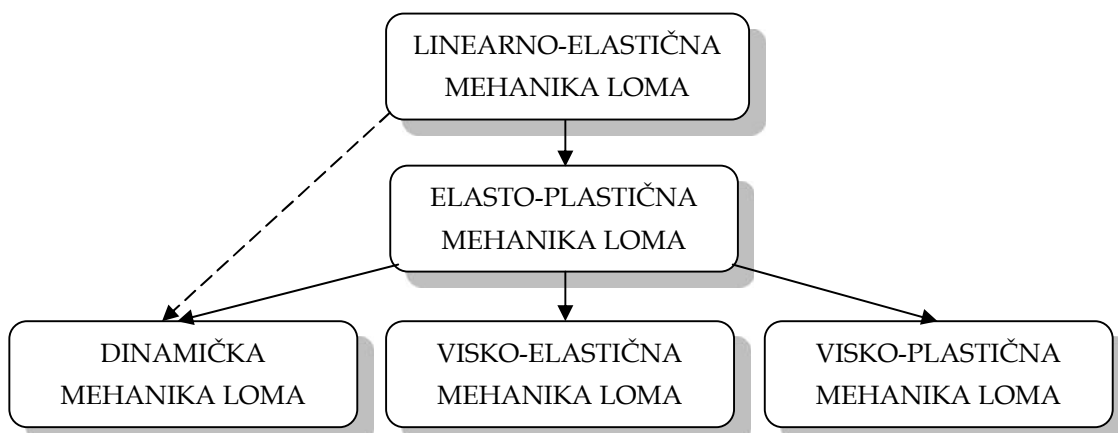 LINEARNO-ELASTIČNA
MEHANIKA LOMA
ELASTO-PLASTIČNA
MEHANIKA LOMA
DINAMIČKA
MEHANIKA LOMA
VISKO-ELASTIČNA
MEHANIKA LOMA
VISKO-PLASTIČNA
MEHANIKA LOMA